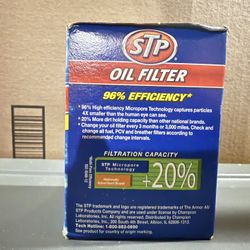 STP
OIL FILTER
96% EFFICIENCY*
• 96% High efficiency Micropore Technology captures particles
4X smaller than the human eye can see.
• 20% More dirt holding capacity than other national brands.
• Change your oil filter every 3 months or 3,000 miles. Check and
change all fuel, PCV and breather filters according to
recommended change intervals.
FILTRATION CAPACITY
STP Micropore
Technology
+20%
The STP trademark and logo are registered trademarks of The Armor All/
STP Products Company and are used under license by Champion
Laboratories, Inc. All rights reserved. Distributed by Champion
Laboratories, Inc., 200 South 4th Street, Albion, IL 62806-1212.
Tech Hotline: 1-800-882-0890
See product for country of origin marking.